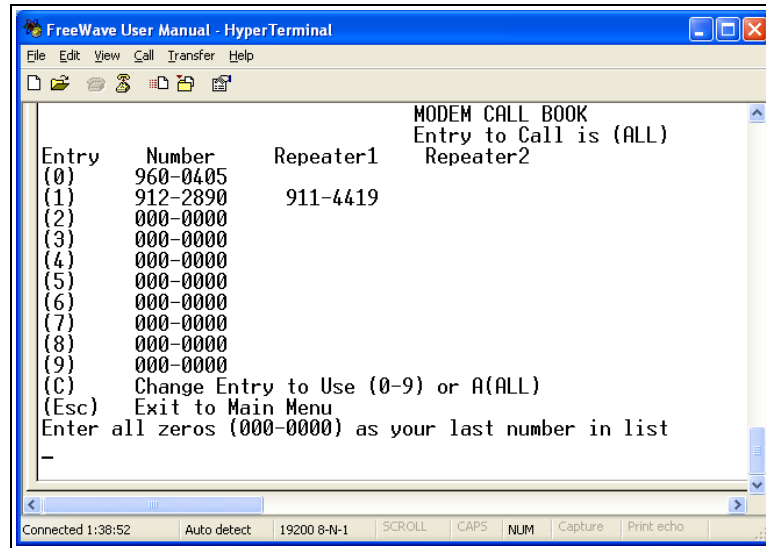 FreeWave User Manual - HyperTerminal
File Edit View Call Transfer Help
MODEM CALL BOOK
Entry to Call is (ALL)
Entry Number Repeater1 Repeater2
(0) 960-0405
(1) 912-2890 911-4419
(2) 000-0000
(3) 000-0000
(4) 000-0000
(5) 000-0000
(6) 000-0000
(7) 000-0000
(8) 000-0000
(9) 000-0000
(C) Change Entry to Use (0-9) or A(ALL)
(Esc) Exit to Main Menu
Enter all zeros (000-0000) as your last number in list
Connected 1:38:52 Auto detect 19200 8-N-1 SCROLL CAPS NUM Capture Print echo